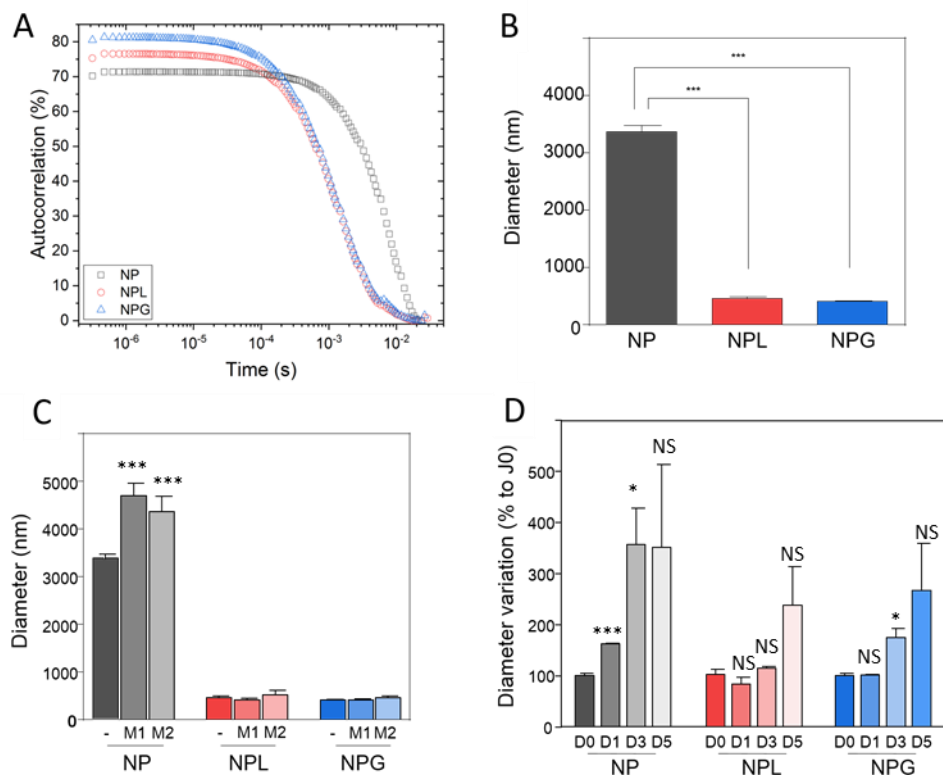 A
Autocorrelation (%)
80
70
60
50
40
30
20
10
0
NP
NPL
NPG
10-6
10-5
10-4
10-3
10-2
Time (s)
B
Diameter (nm)
4000
3000
2000
1000
0
***
***
NP
NPL
NPG
C
Diameter (nm)
5000
4000
3000
2000
1000
0
***
***
- M1 M2
- M1 M2
- M1 M2
NP
NPL
NPG
D
Diameter variation (% to J0)
500
400
300
200
100
0
***
*
NS
NS
NS
NS
NS
*
NS
D0 D1 D3 D5
D0 D1 D3 D5
D0 D1 D3 D5
NP
NPL
NPG